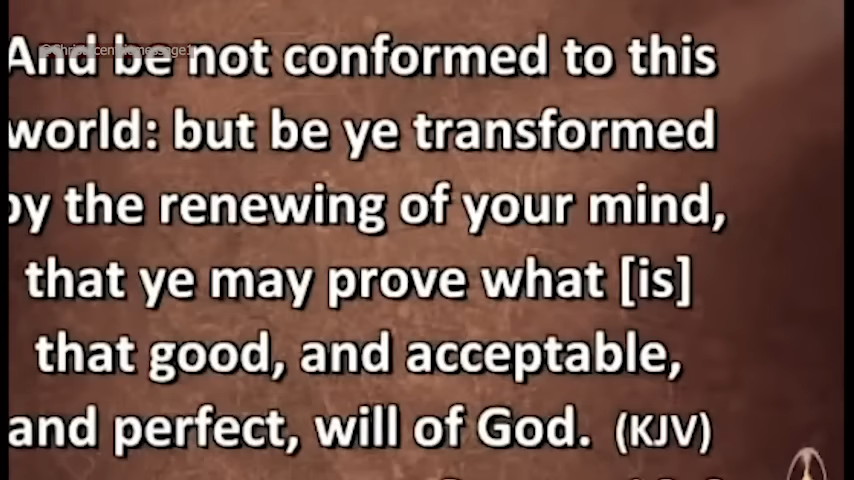 And be not conformed to this
world: but be ye transformed
by the renewing of your mind,
that ye may prove what [is]
that good, and acceptable,
and perfect, will of God. (KJV)